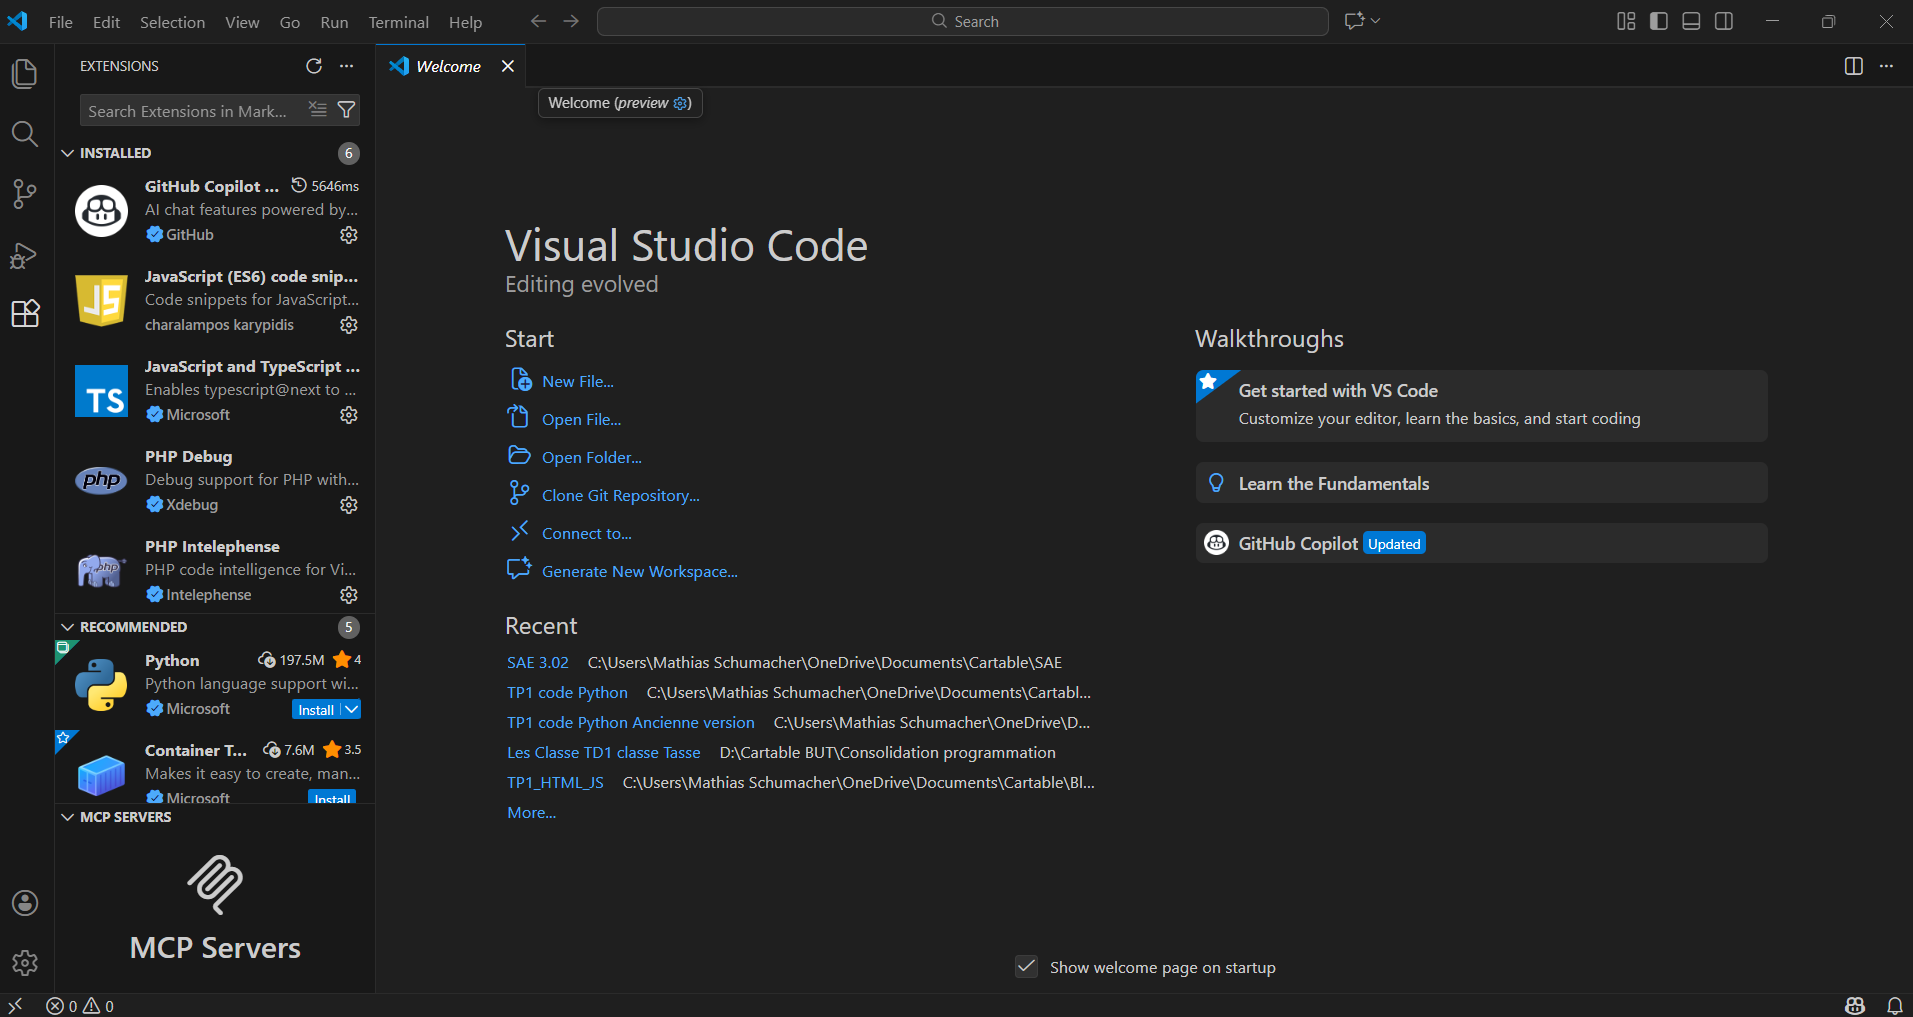 File Edit Selection View Go Run Terminal Help
Search
EXTENSIONS
Welcome
Welcome (preview )
Search Extensions in Mark...
INSTALLED 6
GitHub Copilot ... 5646ms
AI chat features powered by...
GitHub
JavaScript (ES6) code snip...
Code snippets for JavaScript...
charalampos karypidis
JS
JavaScript and TypeScript ...
Enables typescript@next to ...
Microsoft
TS
PHP Debug
Debug support for PHP with...
Xdebug
php
PHP Intelephense
PHP code intelligence for Vi...
Intelephense
php
RECOMMENDED 5
Python 197.5M 4
Python language support wi...
Microsoft Install
Container T... 7.6M 3.5
Makes it easy to create, man...
Microsoft Install
MCP SERVERS
MCP Servers
Visual Studio Code
Editing evolved
Start
New File...
Open File...
Open Folder...
Clone Git Repository...
Connect to...
Generate New Workspace...
Recent
SAE 3.02 C:\Users\Mathias Schumacher\OneDrive\Documents\Cartable\SAE
TP1 code Python C:\Users\Mathias Schumacher\OneDrive\Documents\Cartabl...
TP1 code Python Ancienne version C:\Users\Mathias Schumacher\OneDrive\D...
Les Classe TD1 classe Tasse D:\Cartable BUT\Consolidation programmation
TP1_HTML_JS C:\Users\Mathias Schumacher\OneDrive\Documents\Cartable\Bl...
More...
Walkthroughs
Get started with VS Code
Customize your editor, learn the basics, and start coding
Learn the Fundamentals
GitHub Copilot Updated
Show welcome page on startup
0 0